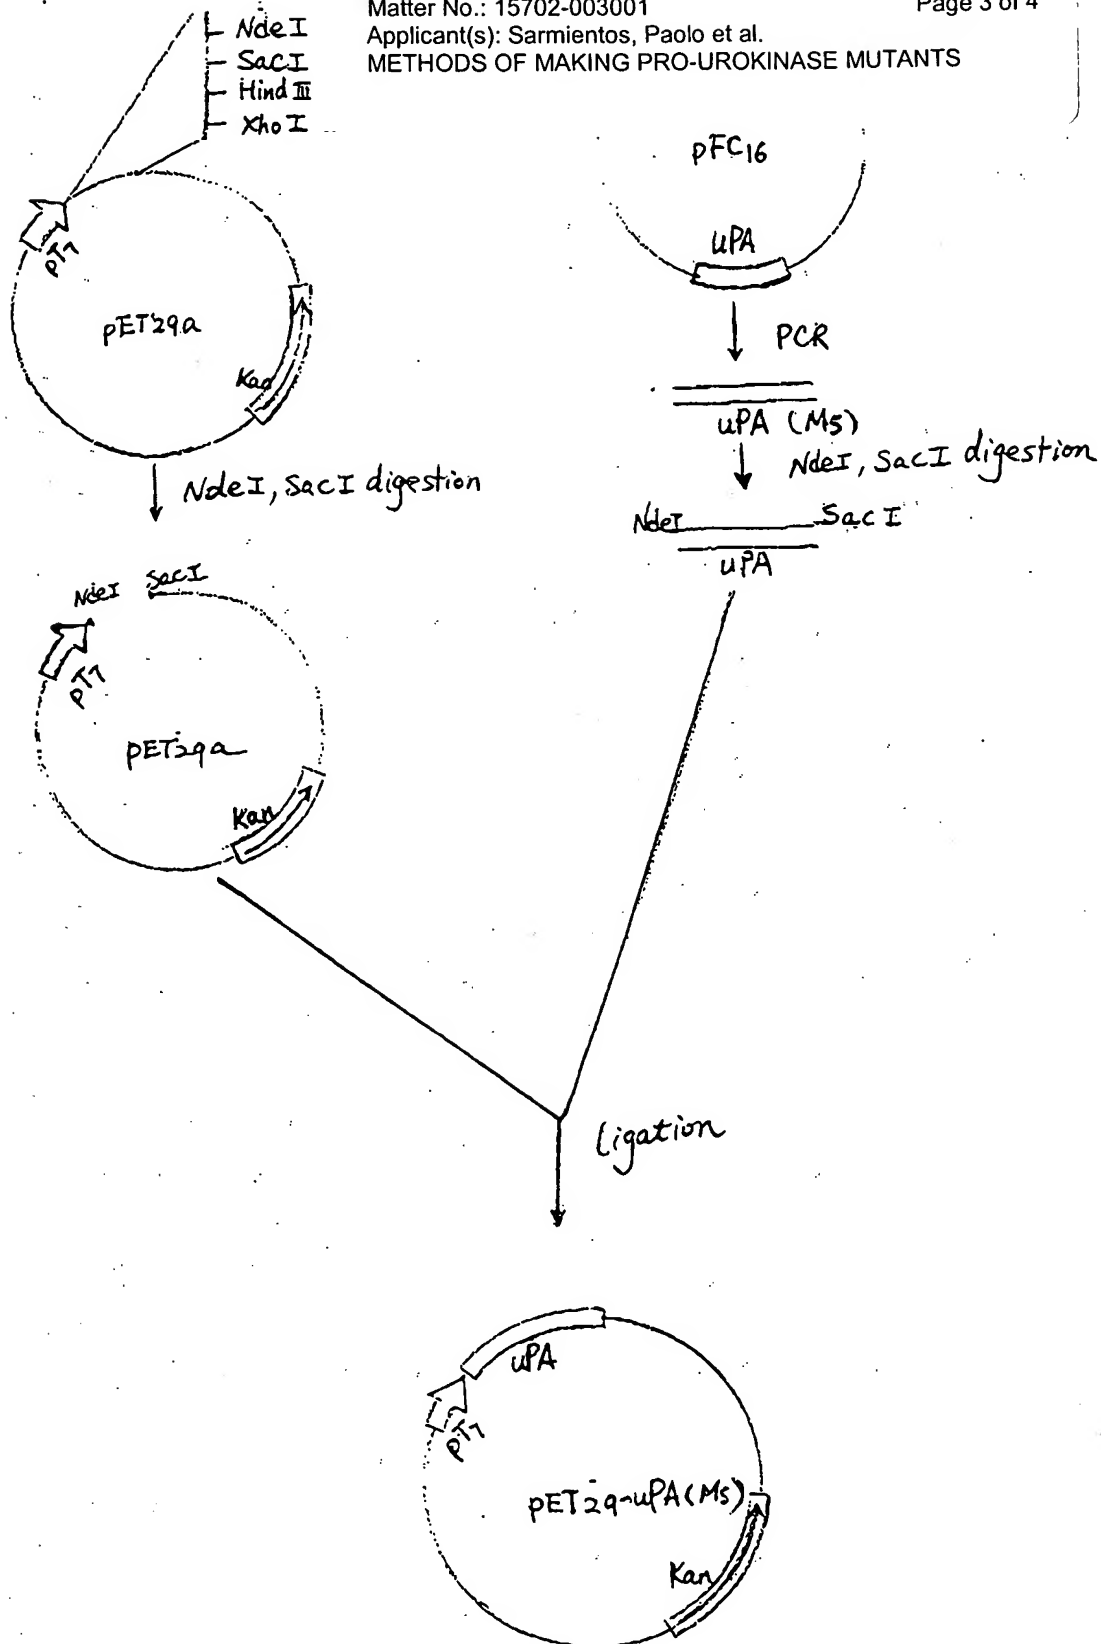 Matter No.: 15702-003001
Page 3 of 4
Applicant(s): Sarmientos, Paolo et al.
METHODS OF MAKING PRO-UROKINASE MUTANTS
NdeI
SacI
Hind III
XhoI
PT7
pET29a
Kan
NdeI, SacI digestion
pFC16
uPA
PCR
uPA (M5)
NdeI, SacI digestion
NdeI
SacI
uPA
NdeI
SacI
PT7
pET29a
Kan
ligation
uPA
PT7
pET29-uPA(M5)
Kan